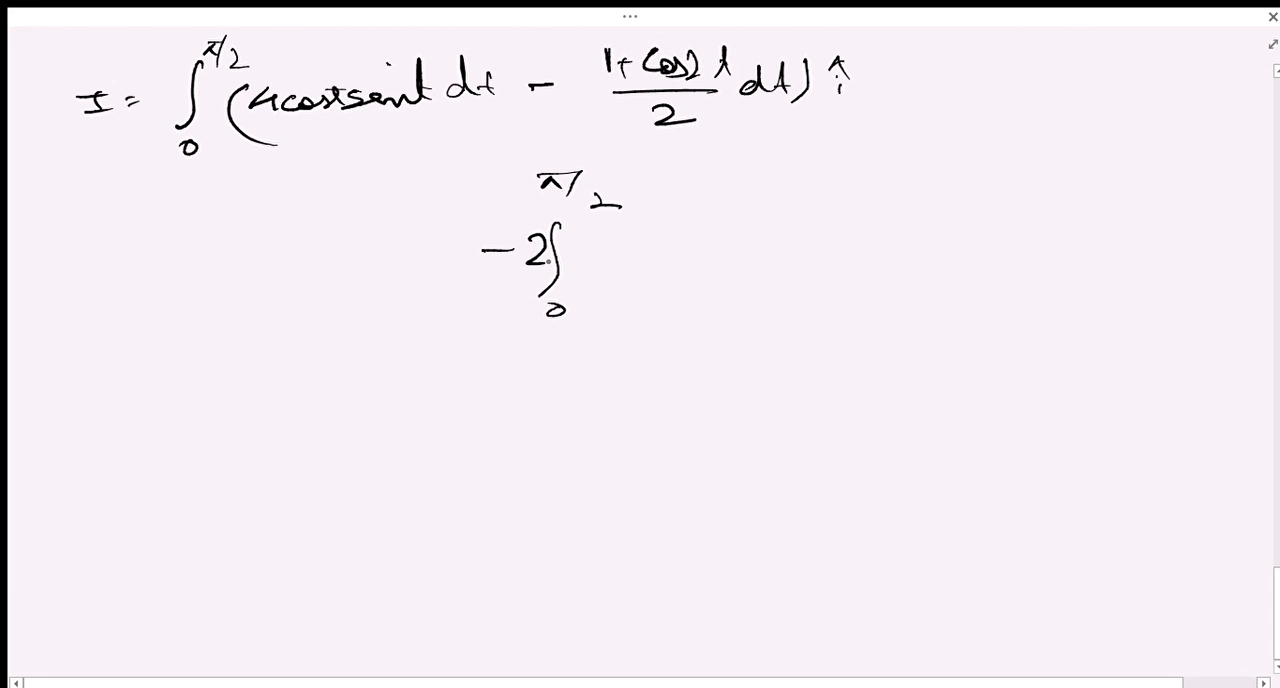 I = ∫₀^{π/2} (4costsint dt - (1+cos2t)/2 dt) î
-2∫₀^{π/2}